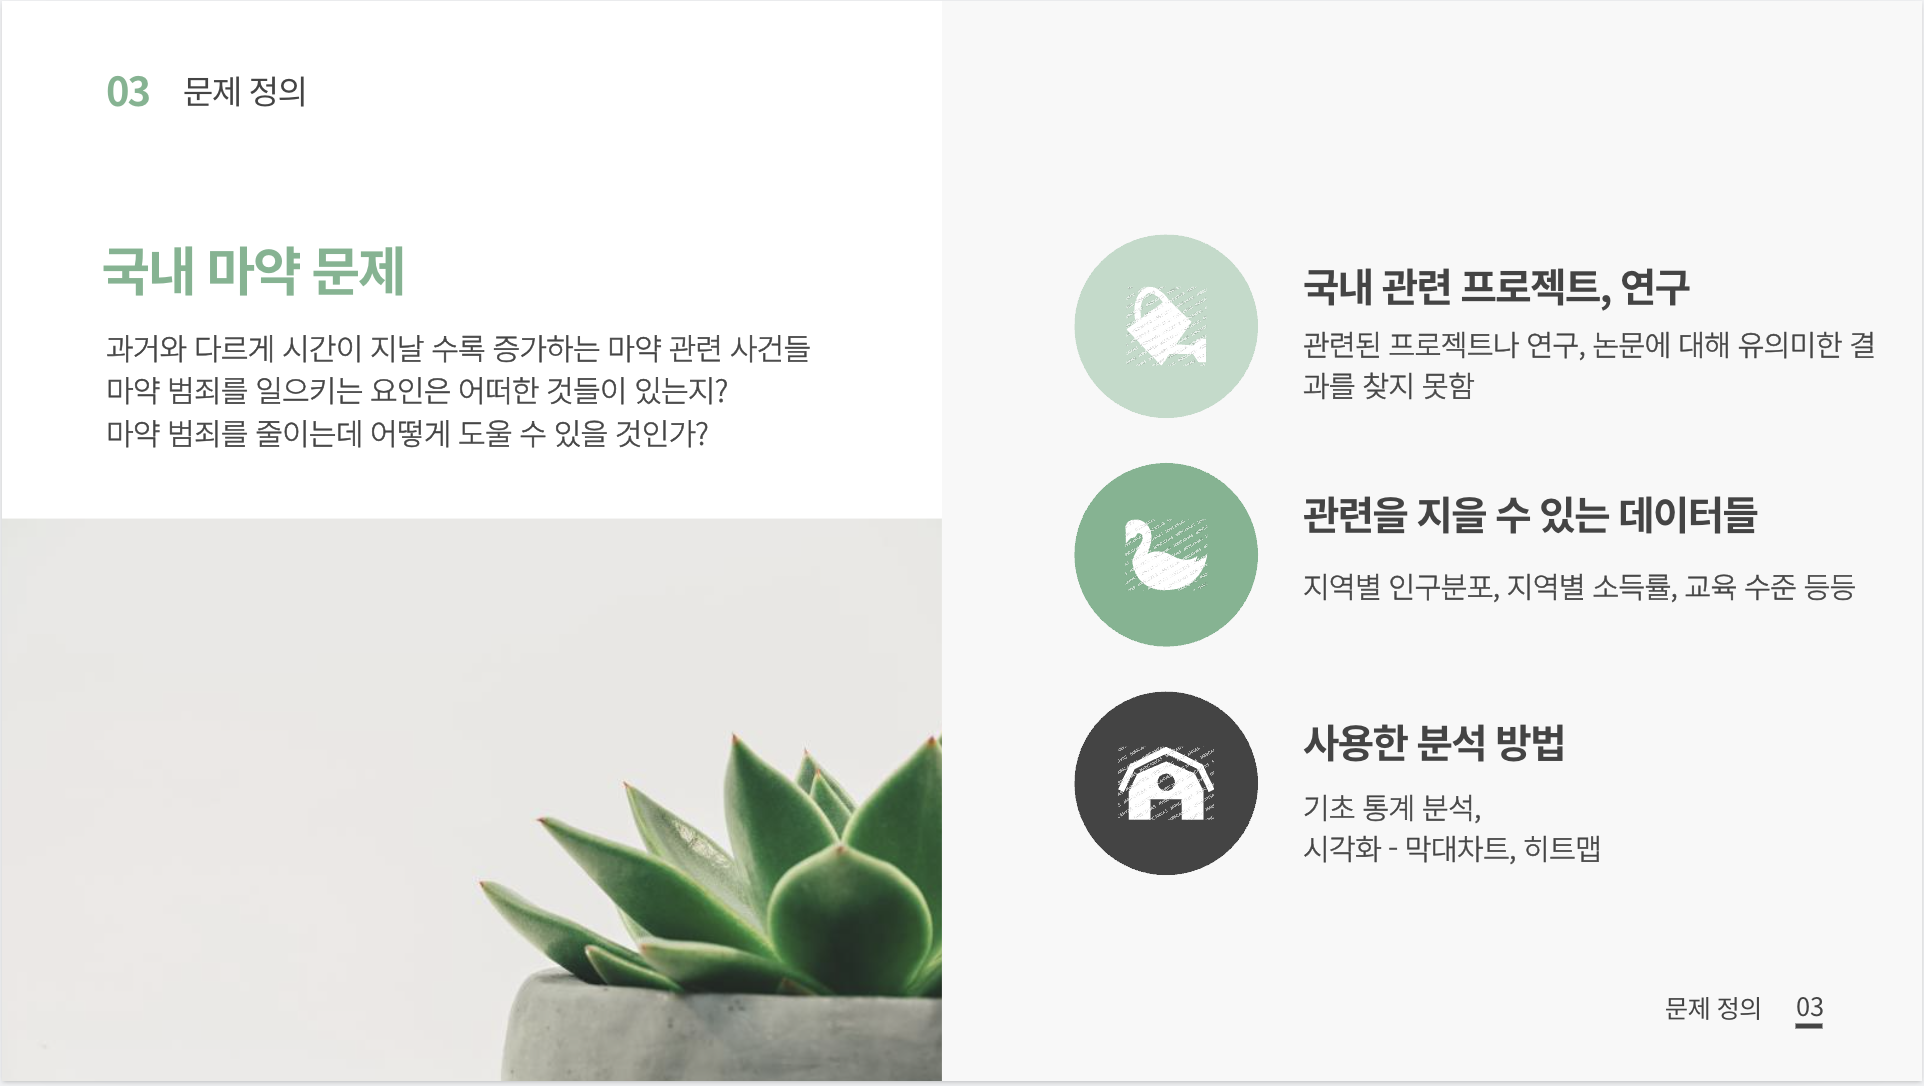 03 문제 정의
국내 마약 문제
과거와 다르게 시간이 지날 수록 증가하는 마약 관련 사건들
마약 범죄를 일으키는 요인은 어떠한 것들이 있는지?
마약 범죄를 줄이는데 어떻게 도울 수 있을 것인가?
국내 관련 프로젝트, 연구
관련된 프로젝트나 연구, 논문에 대해 유의미한 결
과를 찾지 못함
관련을 지을 수 있는 데이터들
지역별 인구분포, 지역별 소득률, 교육 수준 등등
사용한 분석 방법
기초 통계 분석,
시각화 - 막대차트, 히트맵
문제 정의 03